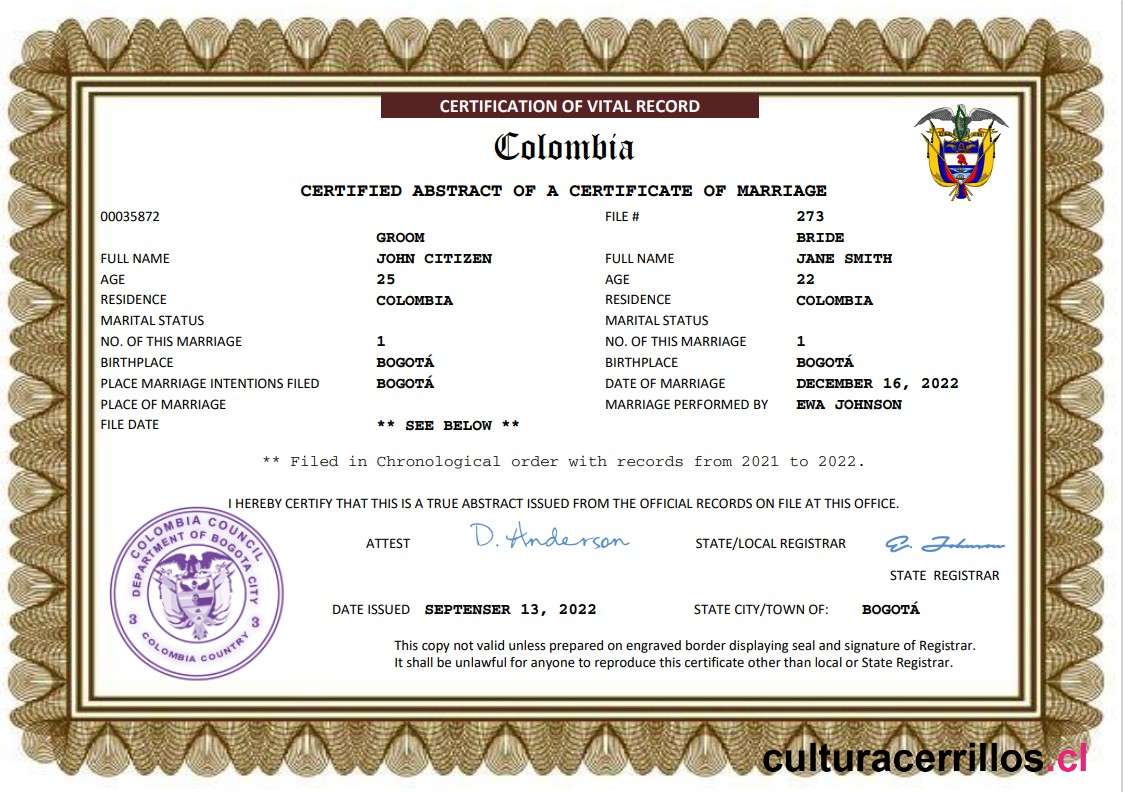 CERTIFICATION OF VITAL RECORD
Colombia
CERTIFIED ABSTRACT OF A CERTIFICATE OF MARRIAGE
00035872 FILE # 273
GROOM BRIDE
FULL NAME JOHN CITIZEN FULL NAME JANE SMITH
AGE 25 AGE 22
RESIDENCE COLOMBIA RESIDENCE COLOMBIA
MARITAL STATUS MARITAL STATUS
NO. OF THIS MARRIAGE 1 NO. OF THIS MARRIAGE 1
BIRTHPLACE BOGOTÁ BIRTHPLACE BOGOTÁ
PLACE MARRIAGE INTENTIONS FILED BOGOTÁ DATE OF MARRIAGE DECEMBER 16, 2022
PLACE OF MARRIAGE MARRIAGE PERFORMED BY EWA JOHNSON
FILE DATE ** SEE BELOW **
** Filed in Chronological order with records from 2021 to 2022.
I HEREBY CERTIFY THAT THIS IS A TRUE ABSTRACT ISSUED FROM THE OFFICIAL RECORDS ON FILE AT THIS OFFICE.
COLOMBIA COUNCIL
DEPARTMENT OF BOGOTA CITY
3 3
COLOMBIA COUNTRY
ATTEST D. Anderson STATE/LOCAL REGISTRAR E. Johnson
STATE REGISTRAR
DATE ISSUED SEPTENSER 13, 2022 STATE CITY/TOWN OF: BOGOTÁ
This copy not valid unless prepared on engraved border displaying seal and signature of Registrar.
It shall be unlawful for anyone to reproduce this certificate other than local or State Registrar.
culturacerrillos.cl